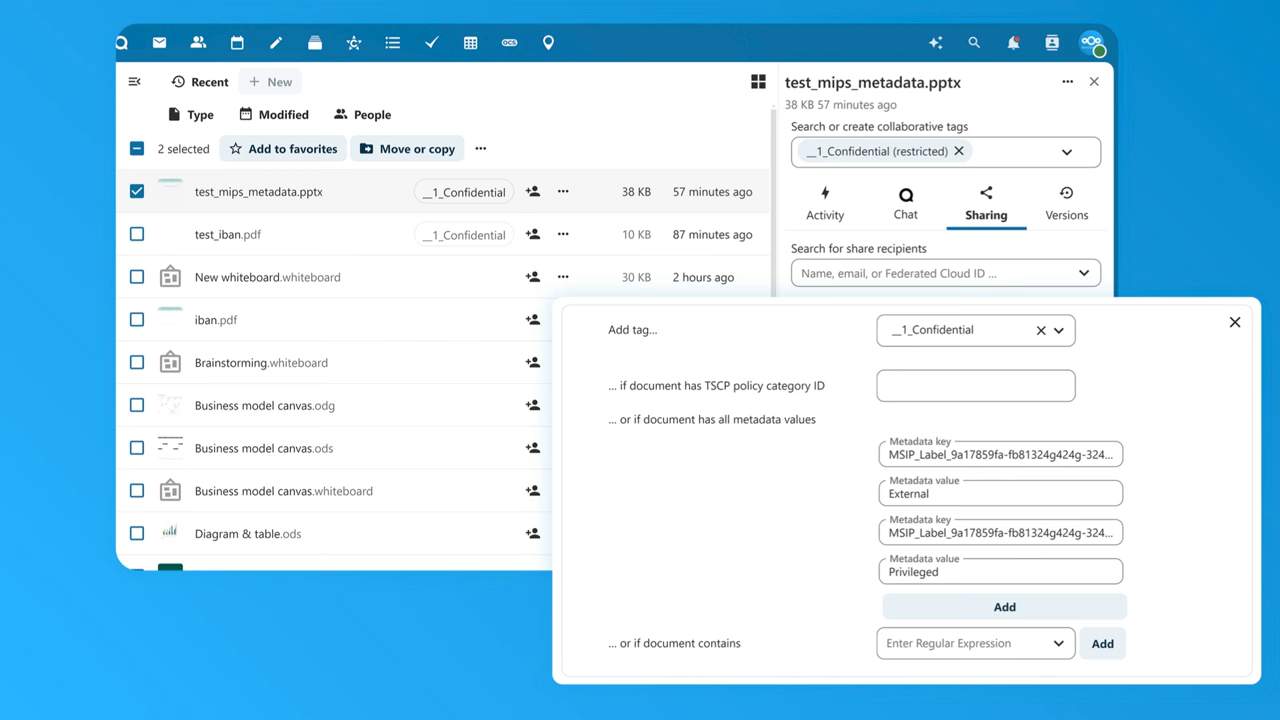 OCS
Recent
+ New
test_mips_metadata.pptx
38 KB 57 minutes ago
Type
Modified
People
Search or create collaborative tags
__1_Confidential (restricted)
2 selected
Add to favorites
Move or copy
test_mips_metadata.pptx
__1_Confidential
38 KB
57 minutes ago
Activity
Chat
Sharing
Versions
test_iban.pdf
__1_Confidential
10 KB
87 minutes ago
Search for share recipients
Name, email, or Federated Cloud ID ...
New whiteboard.whiteboard
30 KB
2 hours ago
iban.pdf
Brainstorming.whiteboard
Business model canvas.odg
Business model canvas.ods
Business model canvas.whiteboard
Diagram & table.ods
Add tag...
__1_Confidential
... if document has TSCP policy category ID
... or if document has all metadata values
Metadata key
MSIP_Label_9a17859fa-fb81324g424g-324...
Metadata value
External
Metadata key
MSIP_Label_9a17859fa-fb81324g424g-324...
Metadata value
Privileged
Add
... or if document contains
Enter Regular Expression
Add